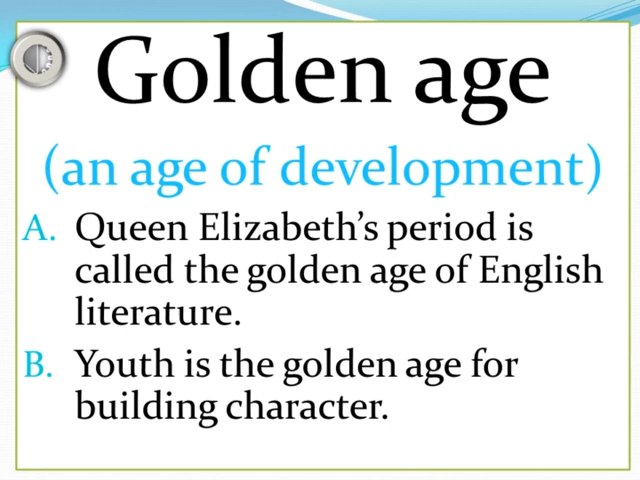 Golden age
(an age of development)
A. Queen Elizabeth’s period is
called the golden age of English
literature.
B. Youth is the golden age for
building character.